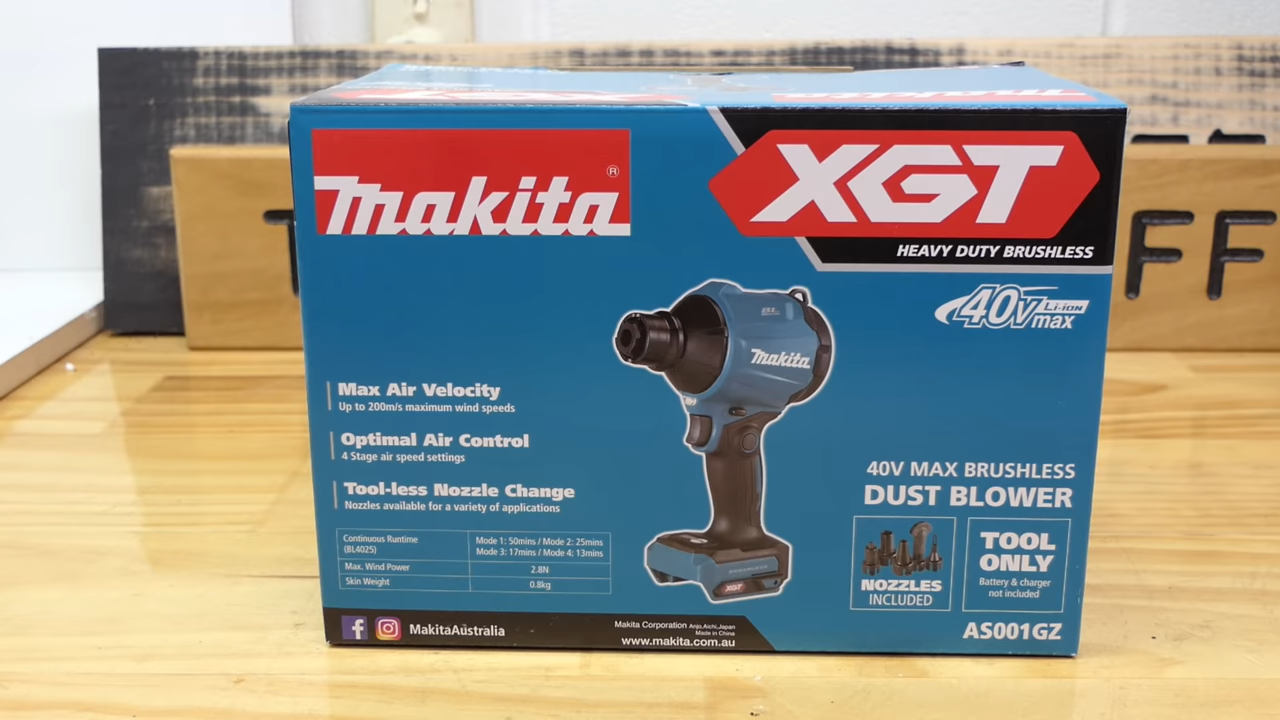 Makita®
XGT
HEAVY DUTY BRUSHLESS
40V max Li-ion
Makita
Max Air Velocity
Up to 200m/s maximum wind speeds
Optimal Air Control
4 Stage air speed settings
Tool-less Nozzle Change
Nozzles available for a variety of applications
Continuous Runtime (BL4025) Mode 1: 50mins / Mode 2: 25mins
Mode 3: 17mins / Mode 4: 13mins
Max. Wind Power 2.8N
Skin Weight 0.8kg
XGT
40V MAX BRUSHLESS
DUST BLOWER
NOZZLES
INCLUDED
TOOL
ONLY
Battery & charger
not included
AS001GZ
MakitaAustralia
Makita Corporation Anjo,Aichi,Japan
Made in China
www.makita.com.au
FF